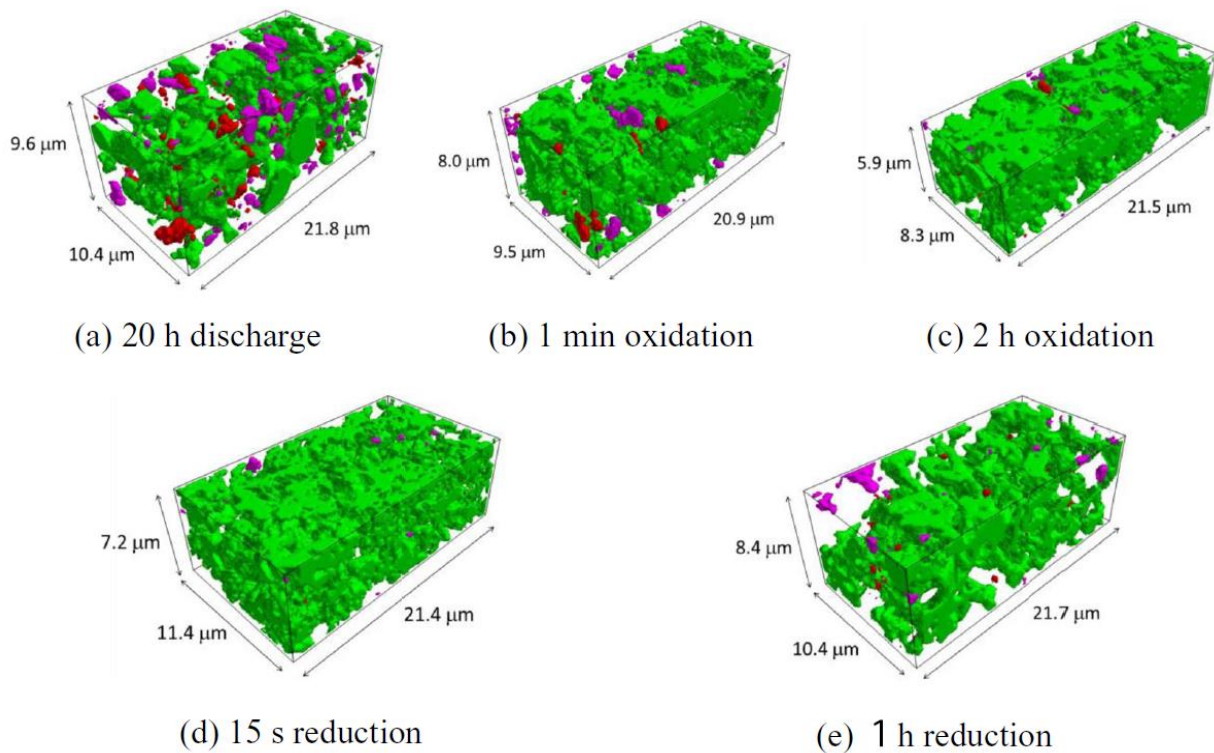 9.6 μm
10.4 μm
21.8 μm
8.0 μm
9.5 μm
20.9 μm
5.9 μm
8.3 μm
21.5 μm
(a) 20 h discharge
(b) 1 min oxidation
(c) 2 h oxidation
7.2 μm
11.4 μm
21.4 μm
8.4 μm
10.4 μm
21.7 μm
(d) 15 s reduction
(e) 1 h reduction